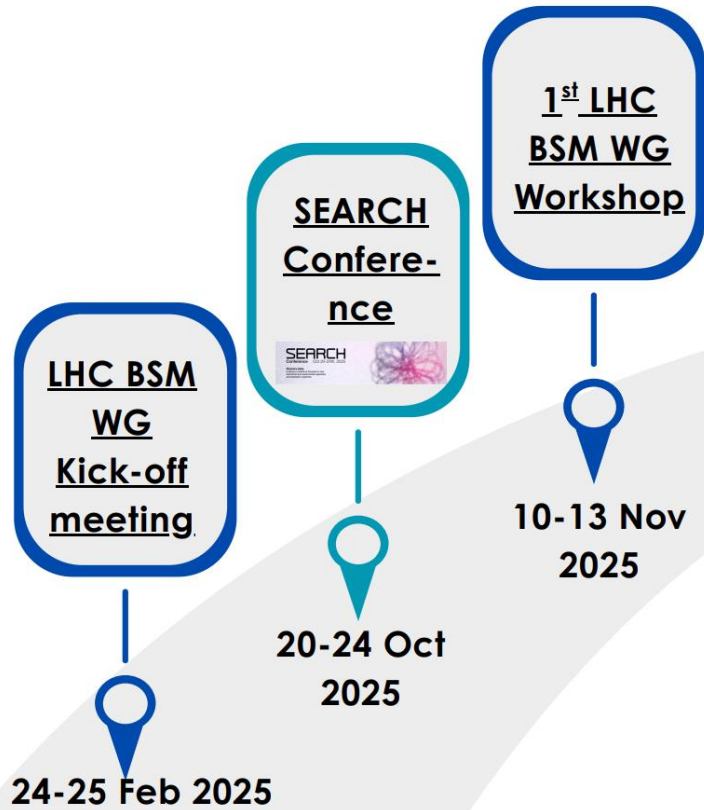 1st LHC
BSM WG
Workshop
SEARCH
Confere-
nce
SEARCH
LHC BSM
WG
Kick-off
meeting
10-13 Nov
2025
20-24 Oct
2025
24-25 Feb 2025